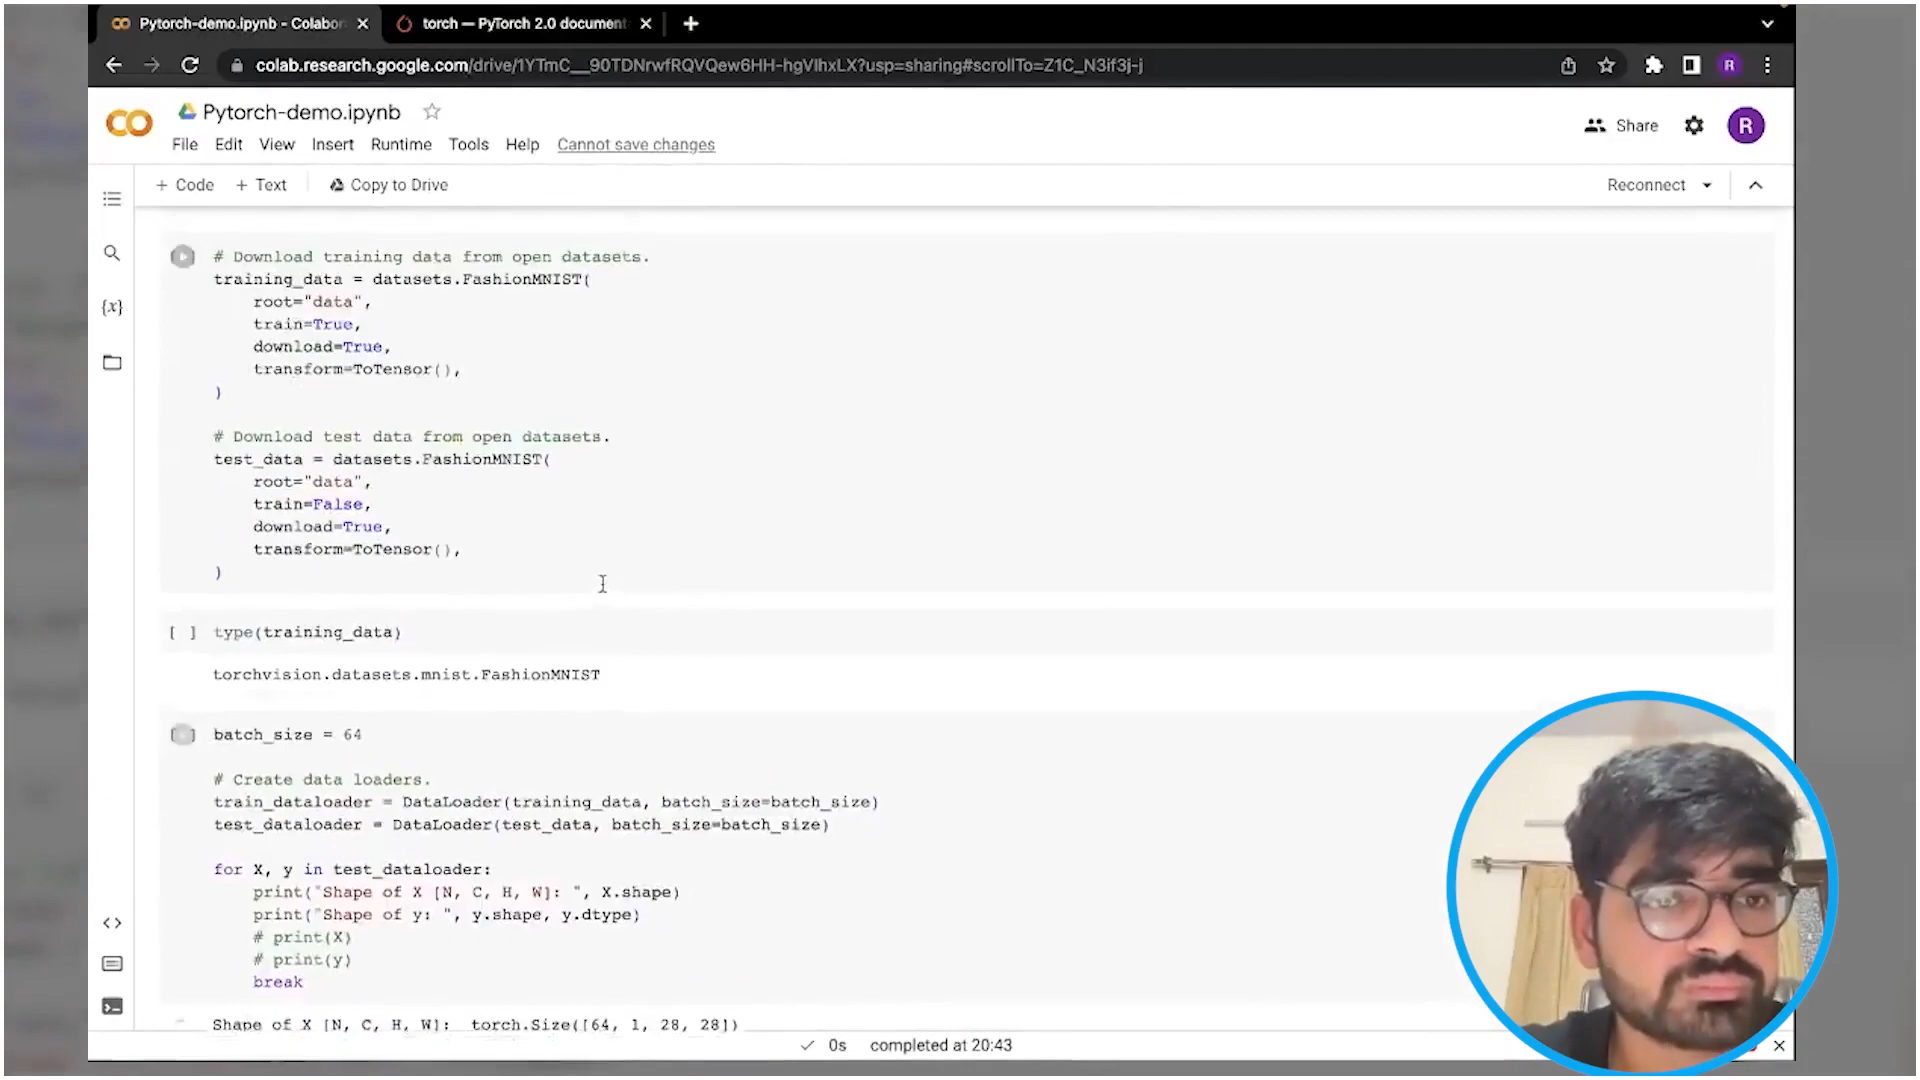 Pytorch-demo.ipynb - Colabor
torch — PyTorch 2.0 document
colab.research.google.com/drive/1YTmC__90TDNrwfRQVQew6HH-hgVIhxLX?usp=sharing#scrollTo=Z1C_N3if3j-j
R
Pytorch-demo.ipynb
Share
R
File Edit View Insert Runtime Tools Help Cannot save changes
+ Code + Text Copy to Drive
Reconnect
# Download training data from open datasets.
training_data = datasets.FashionMNIST(
root="data",
train=True,
download=True,
transform=ToTensor(),
)
# Download test data from open datasets.
test_data = datasets.FashionMNIST(
root="data",
train=False,
download=True,
transform=ToTensor(),
)
[ ] type(training_data)
torchvision.datasets.mnist.FashionMNIST
batch_size = 64
# Create data loaders.
train_dataloader = DataLoader(training_data, batch_size=batch_size)
test_dataloader = DataLoader(test_data, batch_size=batch_size)
for X, y in test_dataloader:
print("Shape of X [N, C, H, W]: ", X.shape)
print("Shape of y: ", y.shape, y.dtype)
# print(X)
# print(y)
break
Shape of X [N, C, H, W]: torch.Size([64, 1, 28, 28])
0s completed at 20:43